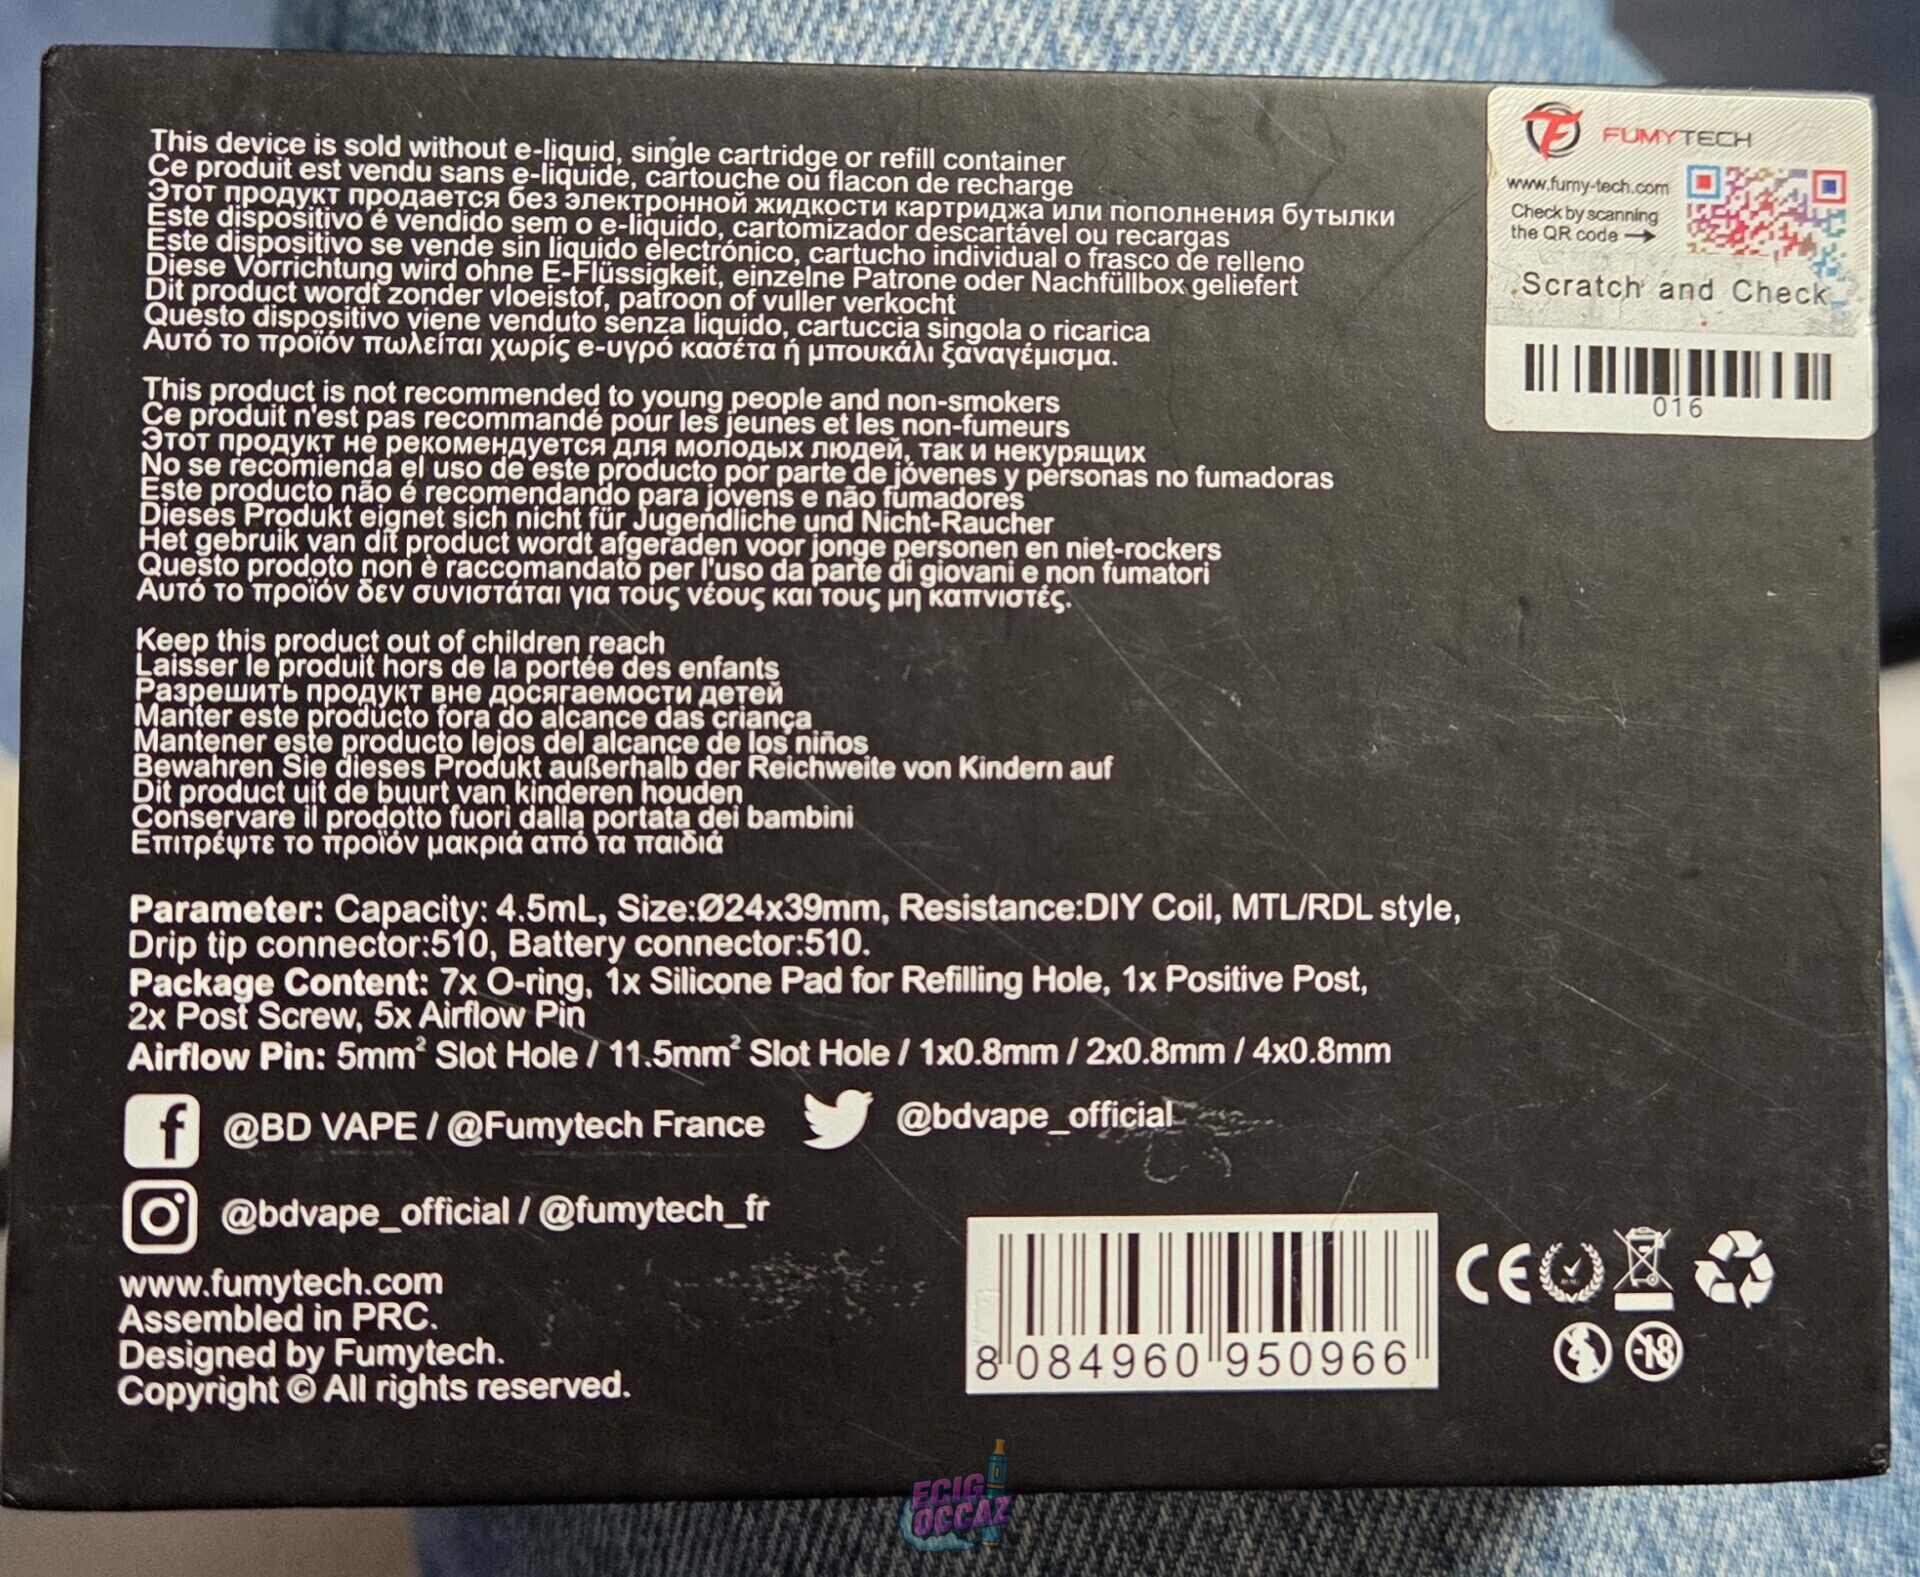 This device is sold without e-liquid, single cartridge or refill container
Ce produit est vendu sans e-liquide, cartouche ou flacon de recharge
Этот продукт продается без электронной жидкости картриджа или пополнения бутылки
Este dispositivo é vendido sem o e-liquido, cartomizador descartável ou recargas
Este dispositivo se vende sin liquido electrónico, cartucho individual o frasco de relleno
Diese Vorrichtung wird ohne E-Flüssigkeit, einzelne Patrone oder Nachfüllbox geliefert
Dit product wordt zonder vloeistof, patroon of vuller verkocht
Questo dispositivo viene venduto senza liquido, cartuccia singola o ricarica
Αυτό το προϊόν πωλείται χωρίς e-υγρό κασέτα ή μπουκάλι ξαναγέμισμα.
This product is not recommended to young people and non-smokers
Ce produit n'est pas recommandé pour les jeunes et les non-fumeurs
Этот продукт не рекомендуется для молодых людей, так и некурящих
No se recomienda el uso de este producto por parte de jóvenes y personas no fumadoras
Este producto não é recomendando para jovens e não fumadores
Dieses Produkt eignet sich nicht für Jugendliche und Nicht-Raucher
Het gebruik van dit product wordt afgeraden voor jonge personen en niet-rockers
Questo prodoto non è raccomandato per l'uso da parte di giovani e non fumatori
Αυτό το προϊόν δεν συνιστάται για τους νέους και τους μη καπνιστές.
Keep this product out of children reach
Laisser le produit hors de la portée des enfants
Разрешить продукт вне досягаемости детей
Manter este producto fora do alcance das criança
Mantener este producto lejos del alcance de los niños
Bewahren Sie dieses Produkt außerhalb der Reichweite von Kindern auf
Dit product uit de buurt van kinderen houden
Conservare il prodotto fuori dalla portata dei bambini
Επιτρέψτε το προϊόν μακριά από τα παιδιά
Parameter: Capacity: 4.5mL, Size:Ø24x39mm, Resistance:DIY Coil, MTL/RDL style,
Drip tip connector:510, Battery connector:510.
Package Content: 7x O-ring, 1x Silicone Pad for Refilling Hole, 1x Positive Post,
2x Post Screw, 5x Airflow Pin
Airflow Pin: 5mm² Slot Hole / 11.5mm² Slot Hole / 1x0.8mm / 2x0.8mm / 4x0.8mm
@BD VAPE / @Fumytech France
@bdvape_official
@bdvape_official / @fumytech_fr
www.fumytech.com
Assembled in PRC.
Designed by Fumytech.
Copyright © All rights reserved.
8 084960 950966
CE
-18
FUMYTECH
www.fumy-tech.com
Check by scanning
the QR code →
Scratch and Check
016
ECIG
OCCAZ